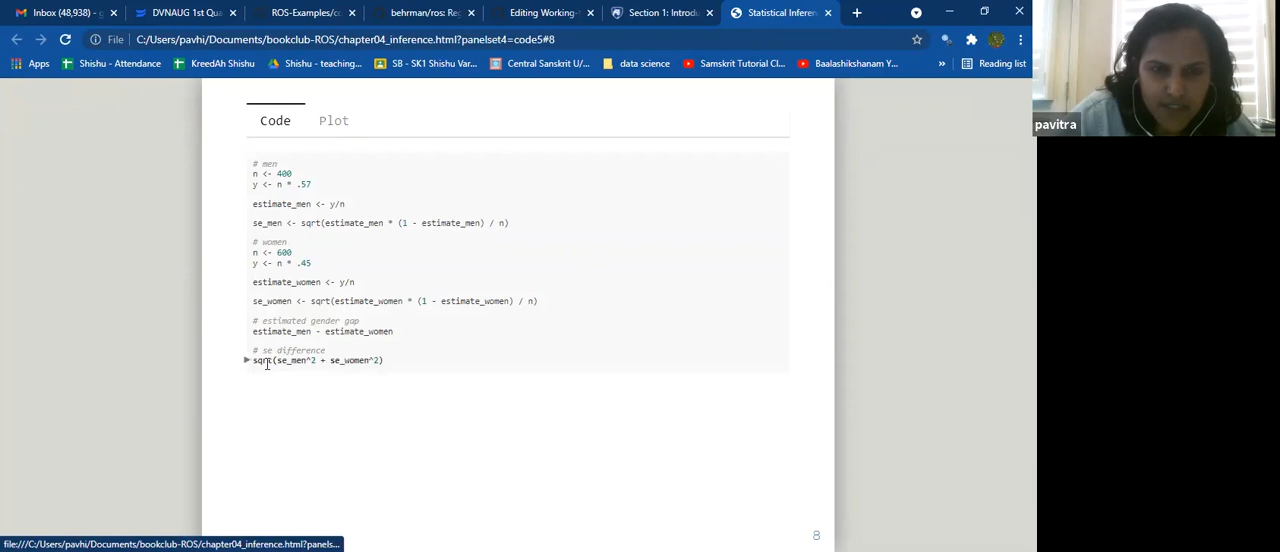 Inbox (48,938) - g
DVNAUG 1st Qua
ROS-Examples/co
behrman/ros: Reg
Editing Working-
Section 1: Introdu
Statistical Inferen
C:/Users/pavhi/Documents/bookclub-ROS/chapter04_inference.html?panelset4=code5#8
Apps
Shishu - Attendance
KreedAh Shishu
Shishu - teaching...
SB - SK1 Shishu Var...
Central Sanskrit U/...
data science
Samskrit Tutorial Cl...
Baalashikshanam Y...
»
Reading list
pavitra
Code
Plot
# men
n <- 400
y <- n * .57
estimate_men <- y/n
se_men <- sqrt(estimate_men * (1 - estimate_men) / n)
# women
n <- 600
y <- n * .45
estimate_women <- y/n
se_women <- sqrt(estimate_women * (1 - estimate_women) / n)
# estimated gender gap
estimate_men - estimate_women
# se difference
sqrt(se_men^2 + se_women^2)
8
file:///C:/Users/pavhi/Documents/bookclub-ROS/chapter04_inference.html?panels...